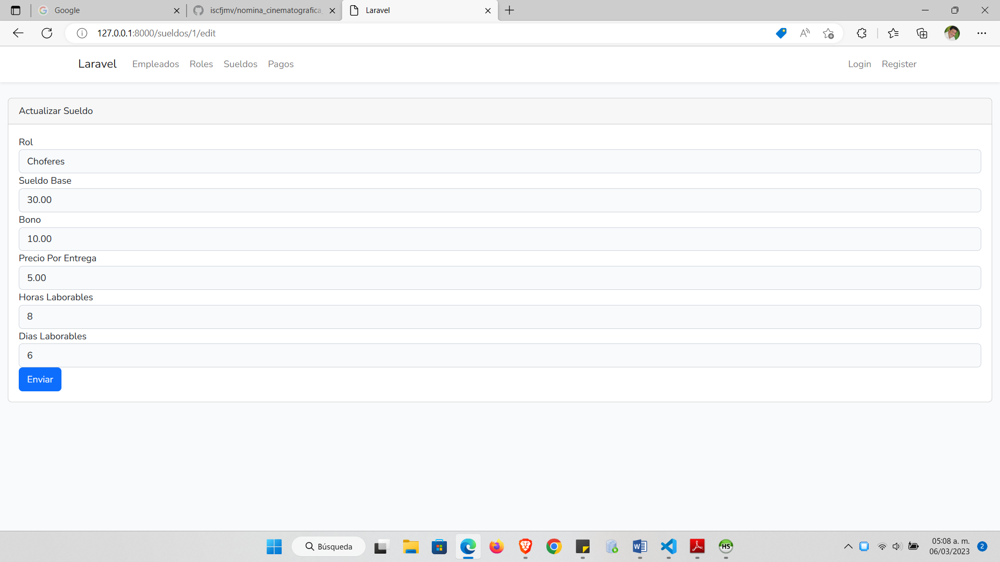 Google
iscfjmv/nomina_cinematografica_
Laravel
127.0.0.1:8000/sueldos/1/edit
Laravel Empleados Roles Sueldos Pagos Login Register
Actualizar Sueldo
Rol
Choferes
Sueldo Base
30.00
Bono
10.00
Precio Por Entrega
5.00
Horas Laborables
8
Dias Laborables
6
Enviar
Búsqueda
W
HS
05:08 a. m.
06/03/2023
2